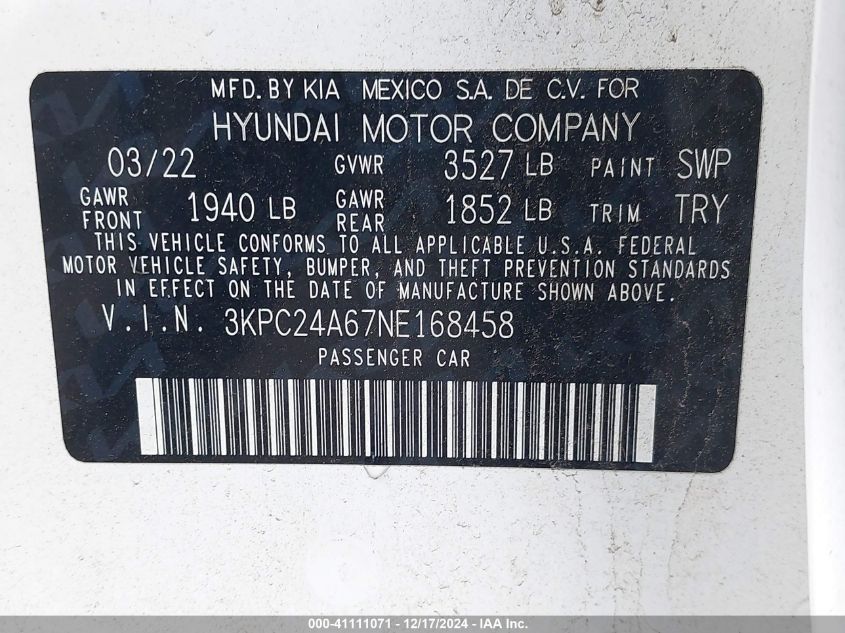 MFD. BY KIA MEXICO S.A. DE C.V. FOR
HYUNDAI MOTOR COMPANY
03/22 GVWR 3527 LB PAINT SWP
GAWR FRONT 1940 LB GAWR REAR 1852 LB TRIM TRY
THIS VEHICLE CONFORMS TO ALL APPLICABLE U.S.A. FEDERAL
MOTOR VEHICLE SAFETY, BUMPER, AND THEFT PREVENTION STANDARDS
IN EFFECT ON THE DATE OF MANUFACTURE SHOWN ABOVE.
V.I.N. 3KPC24A67NE168458
PASSENGER CAR
000-41111071 - 12/17/2024 - IAA Inc.